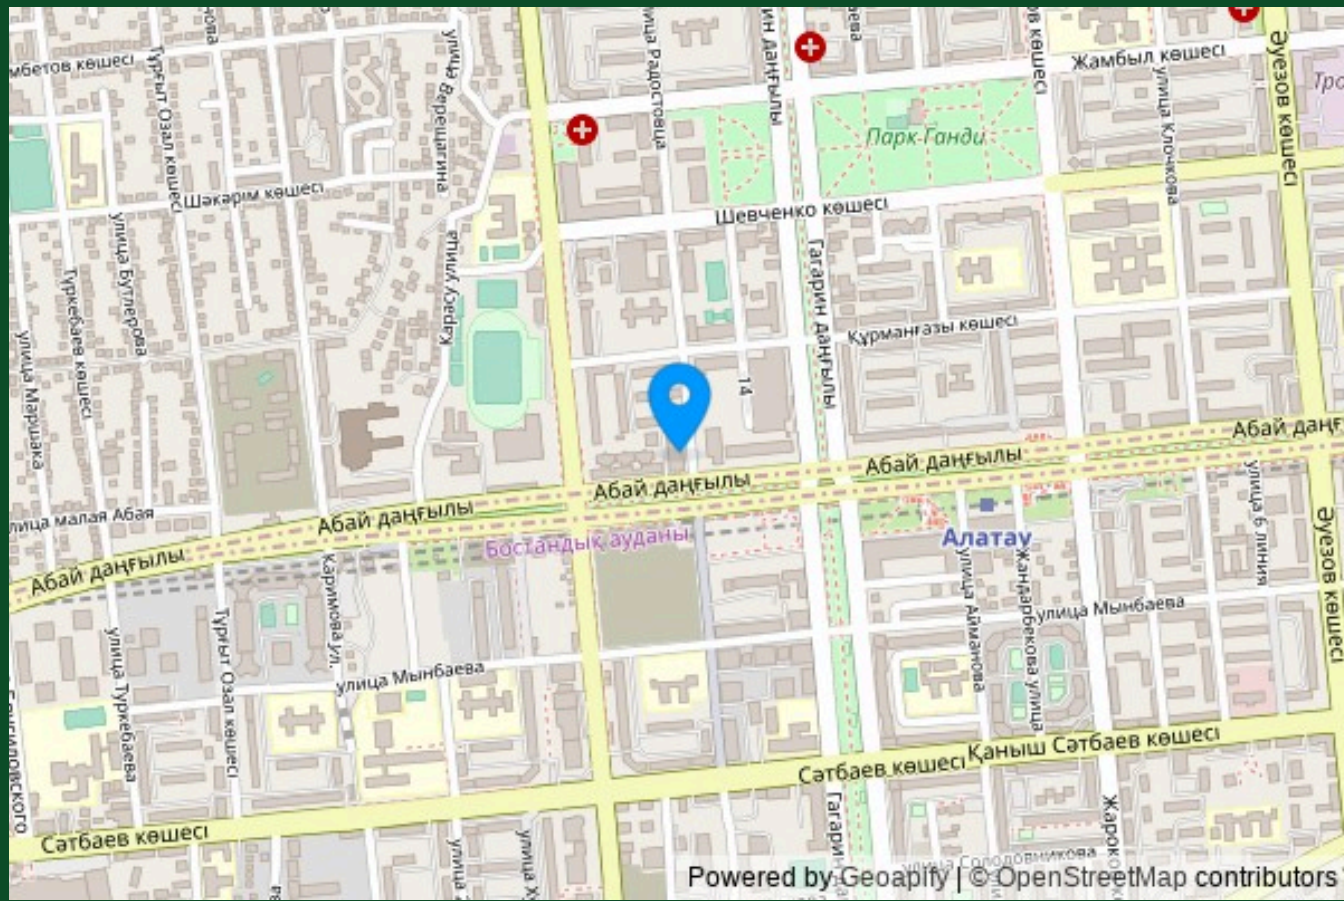 Жамбыл көшесі
Әуезов көшесі
улица Радостовца
улица Верещагина
Тұрғыт Озал көшесі
Парк Ганди
улица Клочкова
Шәкәрім көшесі
Шевченко көшесі
улица Бутлерова
Түркебаев көшесі
Гагарин даңғылы
Құрманғазы көшесі
Карасу улица
улица Маршака
14
Абай даңғылы
Абай даңғылы
Абай даңғылы
Абай даңғылы
Абай даңғылы
улица 6 линия
Бостандық ауданы
Алатау
Әуезов көшесі
Каримова ул.
улица Айманова
Жандарбекова улица
улица Мынбаева
улица Туркебаева
Тұрғыт Озал көшесі
улица Мынбаева
Қаныш Сәтбаев көшесі
Сәтбаев көшесі
Сәтбаев көшесі
улица Солодовникова
Powered by Geoapify | © OpenStreetMap contributors